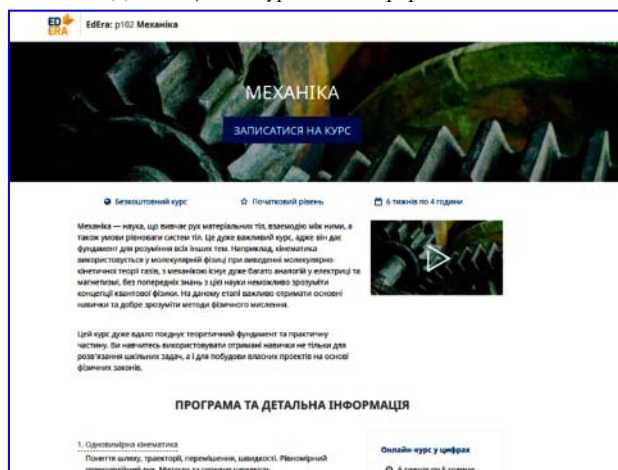 EDERA
EdEra: p102 Механіка
МЕХАНІКА
ЗАПИСАТИСЯ НА КУРС
Безкоштовний курс
Початковий рівень
6 тижнів по 4 години
Механіка — наука, що вивчає рух матеріальних тіл, взаємодію між ними, а
також умови рівноваги систем тіл. Це дуже важливий курс, адже він дає
фундамент для розуміння всіх інших тем. Наприклад, кінематика
використовується у молекулярній фізиці при виведенні молекулярно-
кінетичної теорії газів, з механікою існує дуже багато аналогій у електриці та
магнетизмі, без попередніх знань з цієї науки неможливо зрозуміти
концепції квантової фізики. На даному етапі важливо отримати основні
навички та добре зрозуміти методи фізичного мислення.
Цей курс дуже вдало поєднує теоретичний фундамент та практичну
частину. Ви навчитесь використовувати отримані навички не тільки для
розв'язання шкільних задач, а і для побудови власних проектів на основі
фізичних законів.
ПРОГРАМА ТА ДЕТАЛЬНА ІНФОРМАЦІЯ
1. Одновимірна кінематика
Поняття шляху, траєкторії, переміщення, швидкості. Рівномірний
Онлайн-курс у цифрах